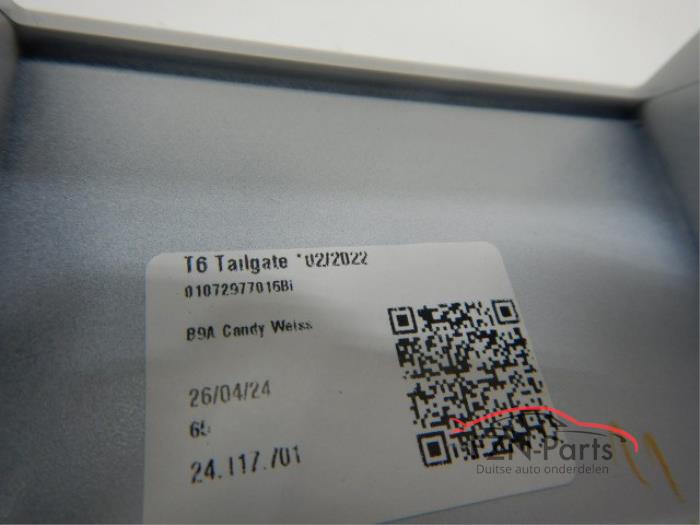 T6 Tailgate *02/2022
01072977016Bi
B9A Candy Weiss
26/04/24
24.117.701
ZN-Parts
Duitse auto onderdelen